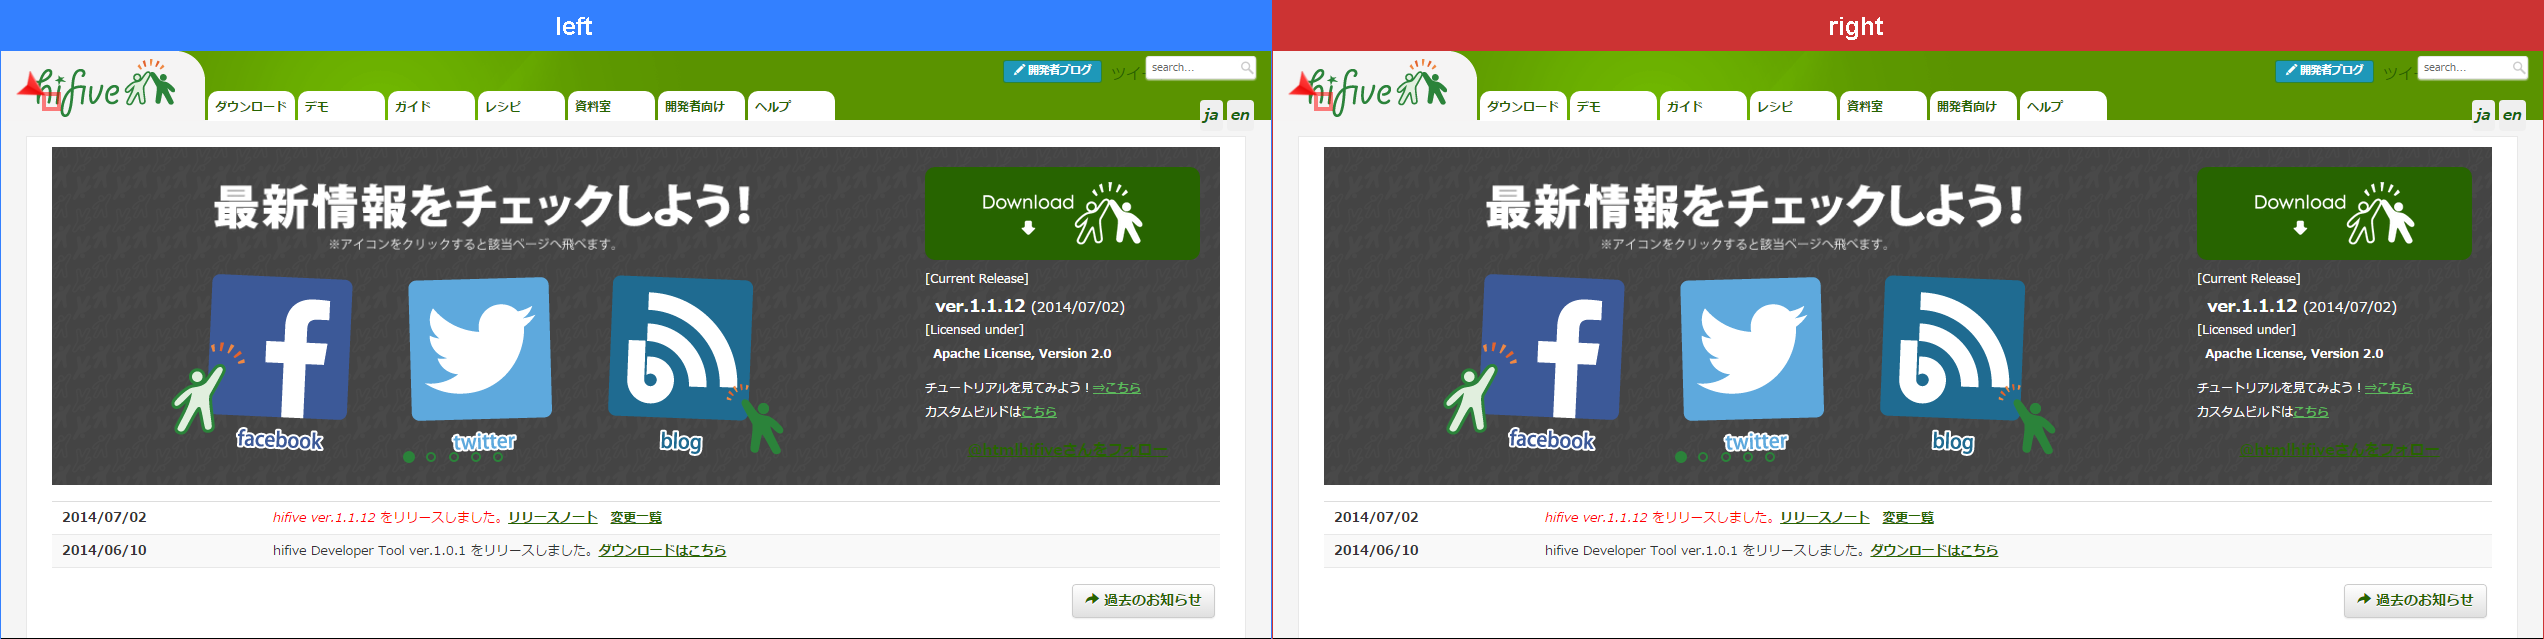 left
hifive
開発者ブログ
ツイ
search...
ダウンロード デモ ガイド レシピ 資料室 開発者向け ヘルプ
ja en
最新情報をチェックしよう!
※アイコンをクリックすると該当ページへ飛べます。
facebook twitter blog
Download
[Current Release]
ver.1.1.12 (2014/07/02)
[Licensed under]
Apache License, Version 2.0
チュートリアルを見てみよう!⇒こちら
カスタムビルドはこちら
2014/07/02 hifive ver.1.1.12 をリリースしました。リリースノート 変更一覧
2014/06/10 hifive Developer Tool ver.1.0.1 をリリースしました。ダウンロードはこちら
過去のお知らせ
right
hifive
開発者ブログ
ツイ
search...
ダウンロード デモ ガイド レシピ 資料室 開発者向け ヘルプ
ja en
最新情報をチェックしよう!
※アイコンをクリックすると該当ページへ飛べます。
facebook twitter blog
Download
[Current Release]
ver.1.1.12 (2014/07/02)
[Licensed under]
Apache License, Version 2.0
チュートリアルを見てみよう!⇒こちら
カスタムビルドはこちら
2014/07/02 hifive ver.1.1.12 をリリースしました。リリースノート 変更一覧
2014/06/10 hifive Developer Tool ver.1.0.1 をリリースしました。ダウンロードはこちら
過去のお知らせ